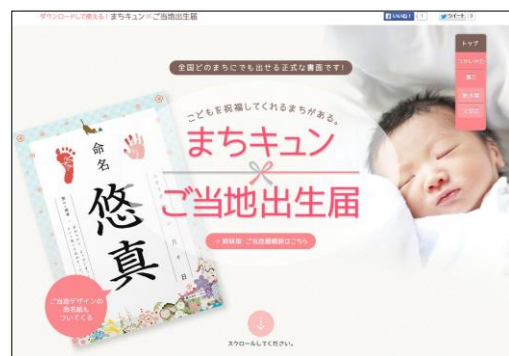 ダウンロードして使える!まちキュン♡ご当地出生届
いいね! 1
ツイート 0
トップ
全国どのまちにでも出せる正式な書面です!
こどもを祝福してくれるまちがある。
まちキュン
ご当地出生届
命名
悠真
月
日
ご当地デザインの
命名紙も
ついてくる
スクロールしてください。